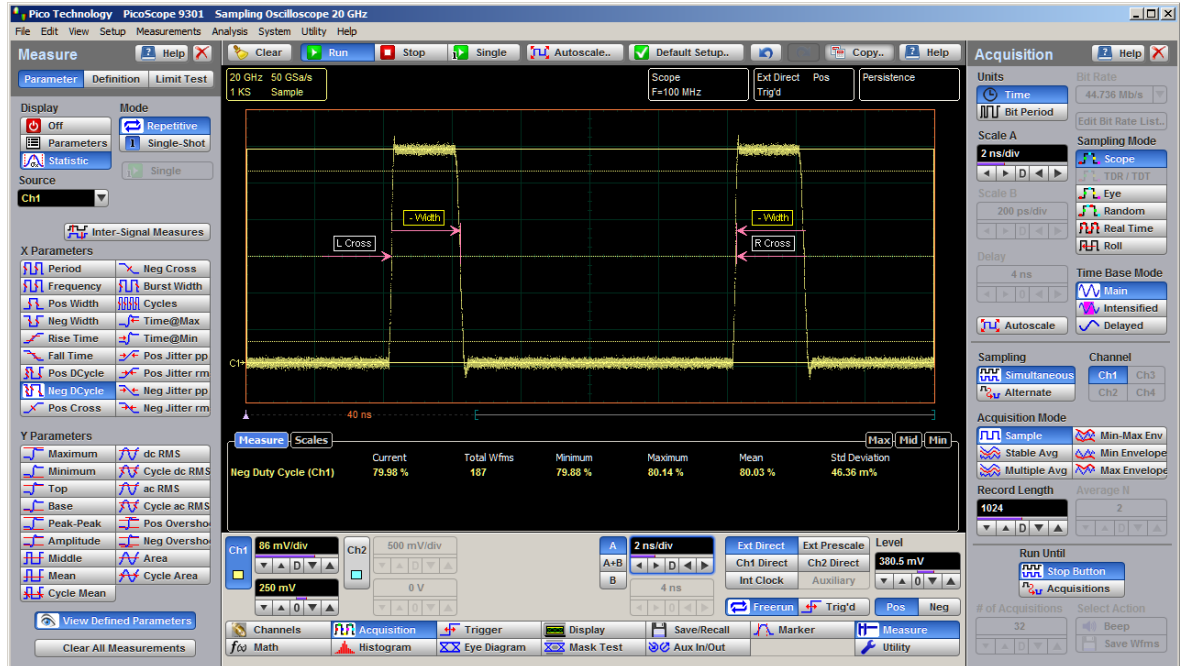 Pico Technology PicoScope 9301 Sampling Oscilloscope 20 GHz
File Edit View Setup Measurements Analysis System Utility Help
Measure Help
Parameter Definition Limit Test
Display Mode
Off Repetitive
Parameters Single-Shot
Statistic Single
Source
Ch1
Inter-Signal Measures
X Parameters
Period Neg Cross
Frequency Burst Width
Pos Width Cycles
Neg Width Time@Max
Rise Time Time@Min
Fall Time Pos Jitter pp
Pos DCycle Pos Jitter rm
Neg DCycle Neg Jitter pp
Pos Cross Neg Jitter rm
Y Parameters
Maximum dc RMS
Minimum Cycle dc RMS
Top ac RMS
Base Cycle ac RMS
Peak-Peak Pos Oversho
Amplitude Neg Oversho
Middle Area
Mean Cycle Area
Cycle Mean
View Defined Parameters
Clear All Measurements
Clear Run Stop Single Autoscale.. Default Setup.. Copy.. Help
20 GHz 50 GSa/s
1 KS Sample
Scope
F=100 MHz
Ext Direct Pos
Trig'd
Persistence
- Width - Width
L Cross R Cross
C1+
40 ns
Measure Scales Max Mid Min
Current Total Wfms Minimum Maximum Mean Std Deviation
Neg Duty Cycle (Ch1) 79.98 % 187 79.88 % 80.14 % 80.03 % 46.36 m%
Ch1 86 mV/div Ch2 500 mV/div A 2 ns/div Ext Direct Ext Prescale Level
D D A+B D Ch1 Direct Ch2 Direct 380.5 mV
250 mV 0 V B 4 ns Int Clock Auxiliary 0
0 0 0 Freerun Trig'd Pos Neg
Channels Acquisition Trigger Display Save/Recall Marker Measure
f(x) Math Histogram Eye Diagram Mask Test Aux In/Out Utility
Acquisition Help
Units Bit Rate
Time 44.736 Mb/s
Bit Period Edit Bit Rate List..
Scale A Sampling Mode
2 ns/div Scope
D TDR / TDT
Scale B Eye
200 ps/div Random
D Real Time
Roll
Delay
4 ns Time Base Mode
0 Main
Intensified
Autoscale Delayed
Sampling Channel
Simultaneous Ch1 Ch3
Alternate Ch2 Ch4
Acquisition Mode
Sample Min-Max Env
Stable Avg Min Envelope
Multiple Avg Max Envelope
Record Length Average N
1024 2
D D
Run Until
Stop Button
Acquisitions
# of Acquisitions Select Action
32 Beep
D Save Wfms